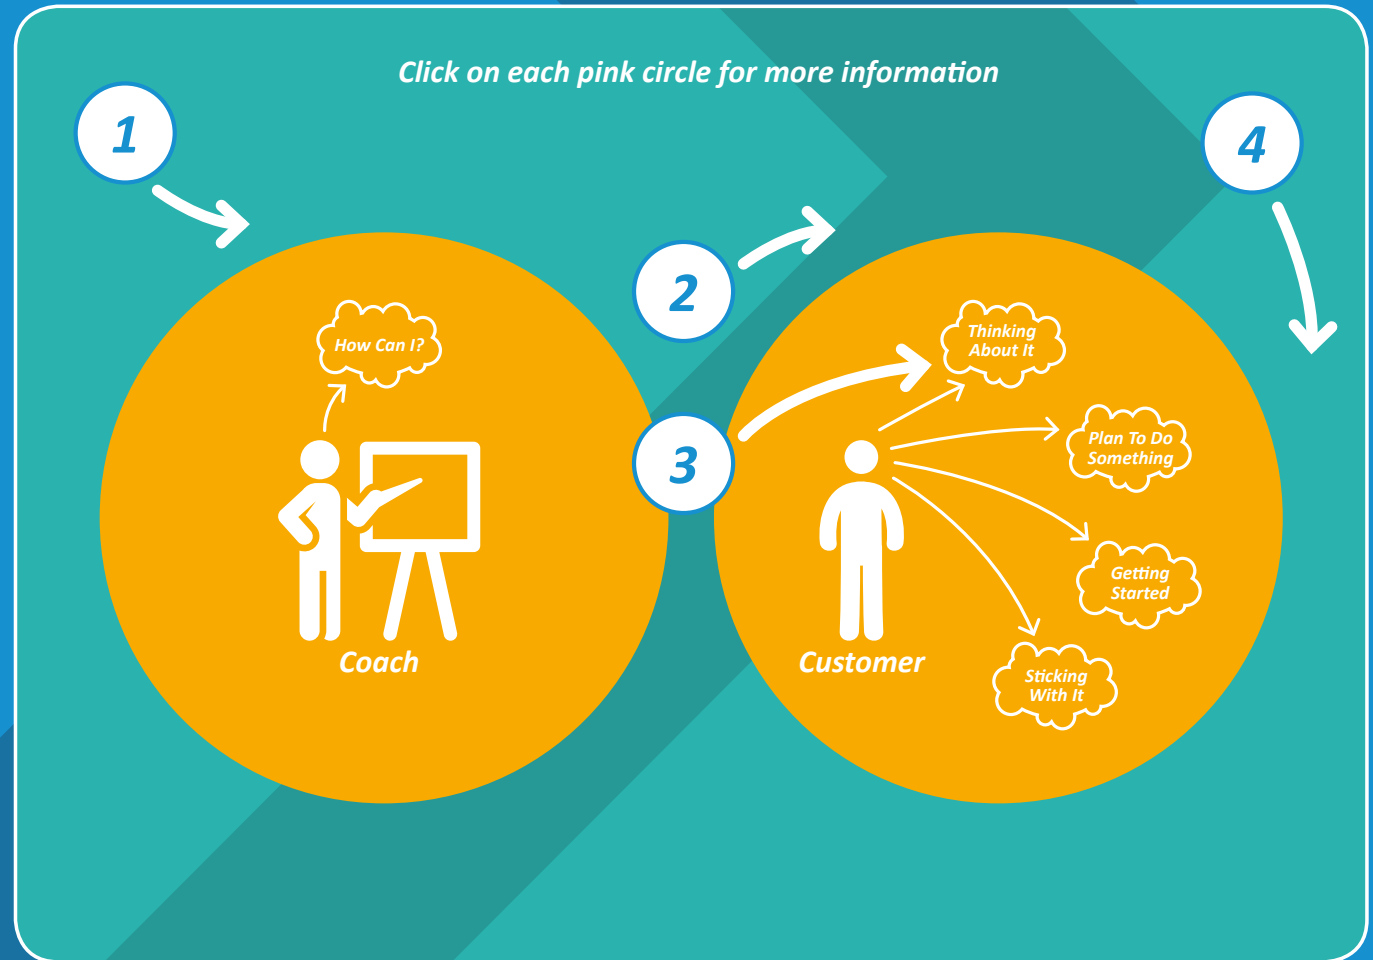 Click on each pink circle for more information
1
2
3
4
How Can I?
Coach
Thinking
About It
Plan To Do
Something
Getting
Started
Sticking
With It
Customer